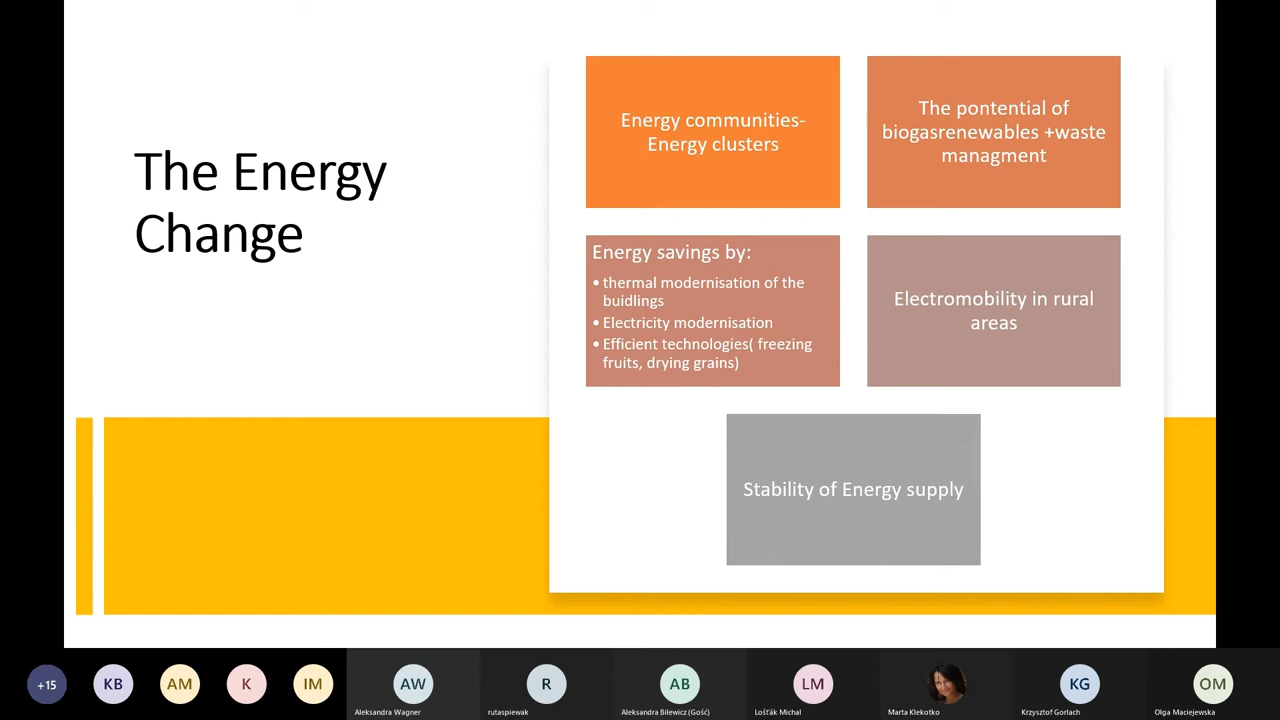 The Energy
Change
Energy communities-
Energy clusters
The pontential of
biogasrenewables +waste
managment
Energy savings by:
• thermal modernisation of the
buidlings
• Electricity modernisation
• Efficient technologies( freezing
fruits, drying grains)
Electromobility in rural
areas
Stability of Energy supply
+15
KB
AM
K
IM
AW
Aleksandra Wagner
R
rutaspiewak
AB
Aleksandra Bilewicz (Gość)
LM
Lošťák Michal
Marta Klekotko
KG
Krzysztof Gorlach
OM
Olga Maciejewska